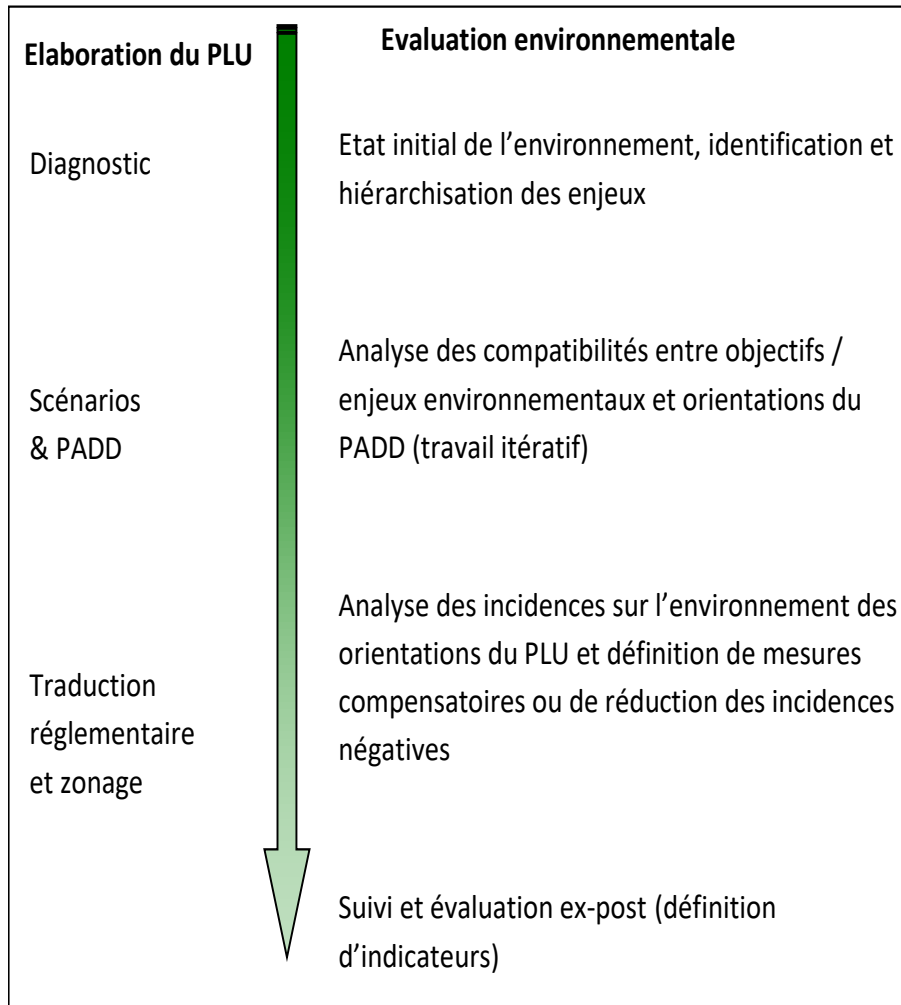 Elaboration du PLU
Evaluation environnementale
Diagnostic
Etat initial de l’environnement, identification et
hiérarchisation des enjeux
Scénarios
& PADD
Analyse des compatibilités entre objectifs /
enjeux environnementaux et orientations du
PADD (travail itératif)
Traduction
réglementaire
et zonage
Analyse des incidences sur l’environnement des
orientations du PLU et définition de mesures
compensatoires ou de réduction des incidences
négatives
Suivi et évaluation ex-post (définition
d’indicateurs)